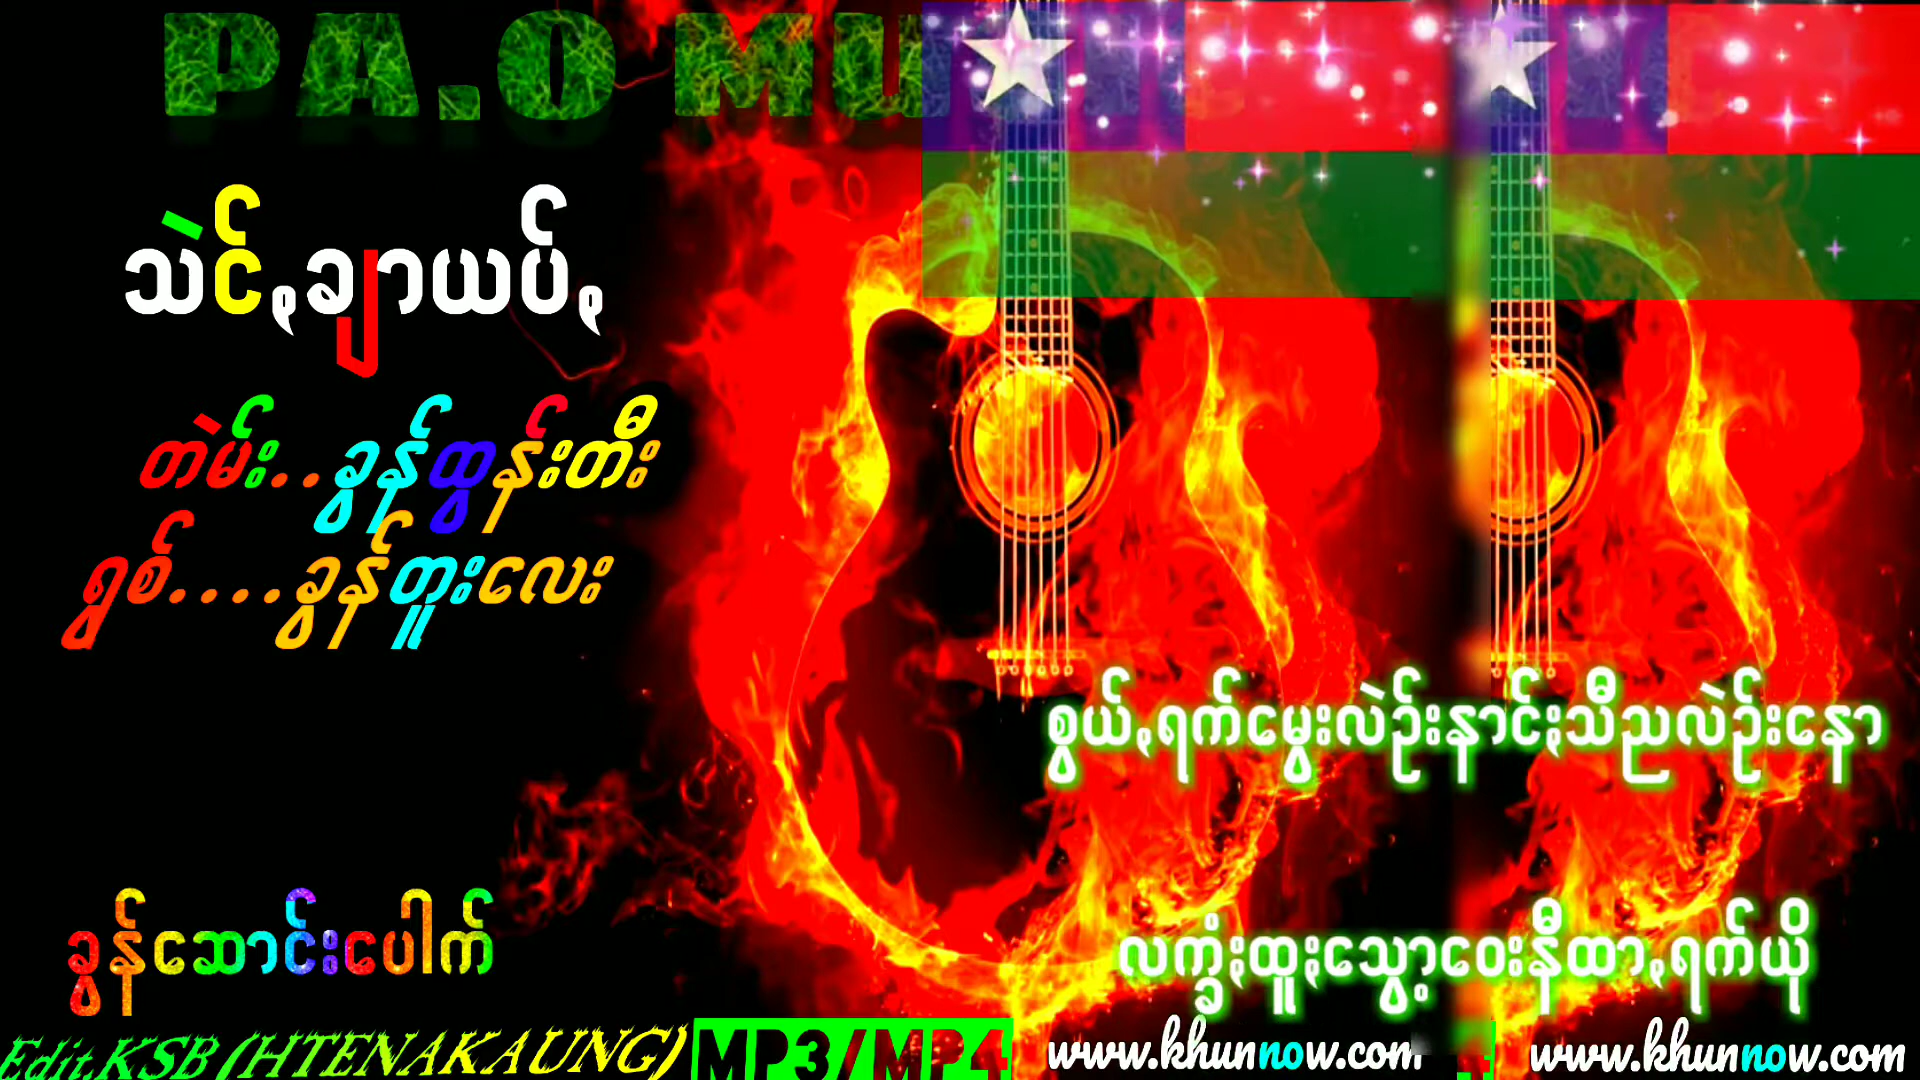 PA.O MU
သဲင်ႇချာယပ်ႇ
တဲမ်း..ခွန်ထွန်းတီး
ရွှစ်....ခွန်တူးလေး
စွယ်ႇရက်မွေးလဲဉ်းနာင်ႈသီညလဲဉ်းနော
ခွန်ဆောင်းပေါက်
လက္ခံႈထူႈသွော့ဝေးနီထာႇရက်ယို
Edit.KSB (HTENAKAUNG)
MP3/MP4
www.khunnow.com
www.khunnow.com